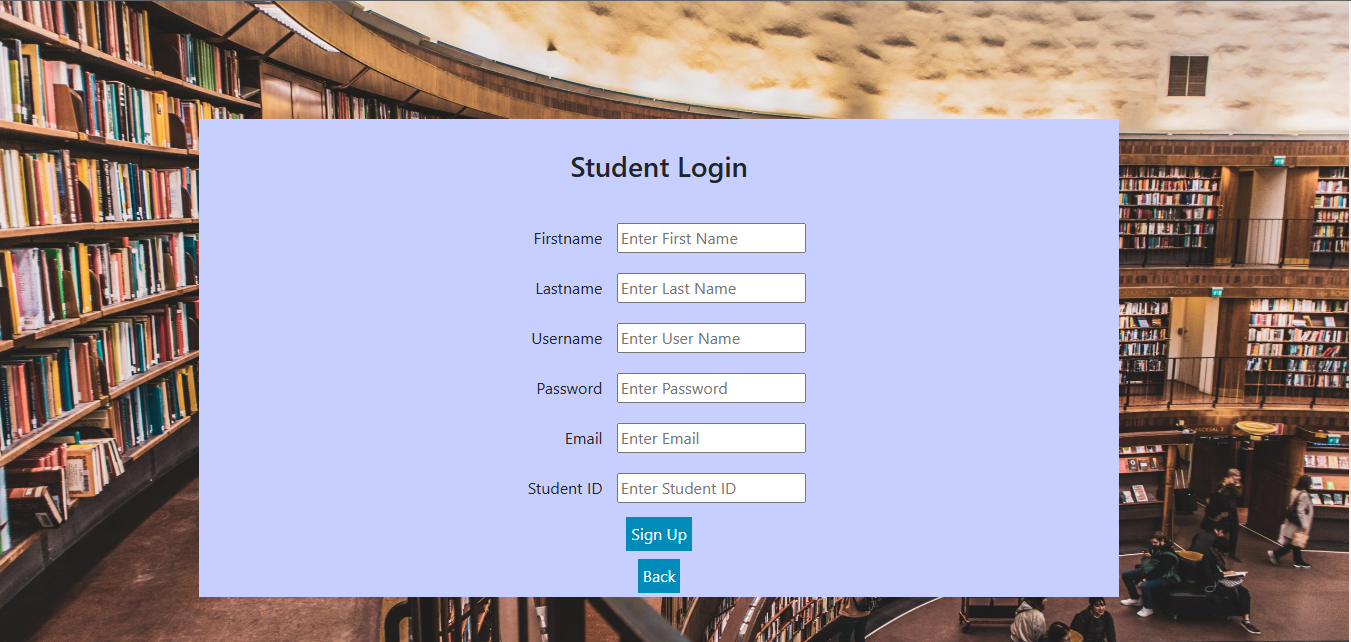 Student Login
Firstname Enter First Name
Lastname Enter Last Name
Username Enter User Name
Password Enter Password
Email Enter Email
Student ID Enter Student ID
Sign Up
Back